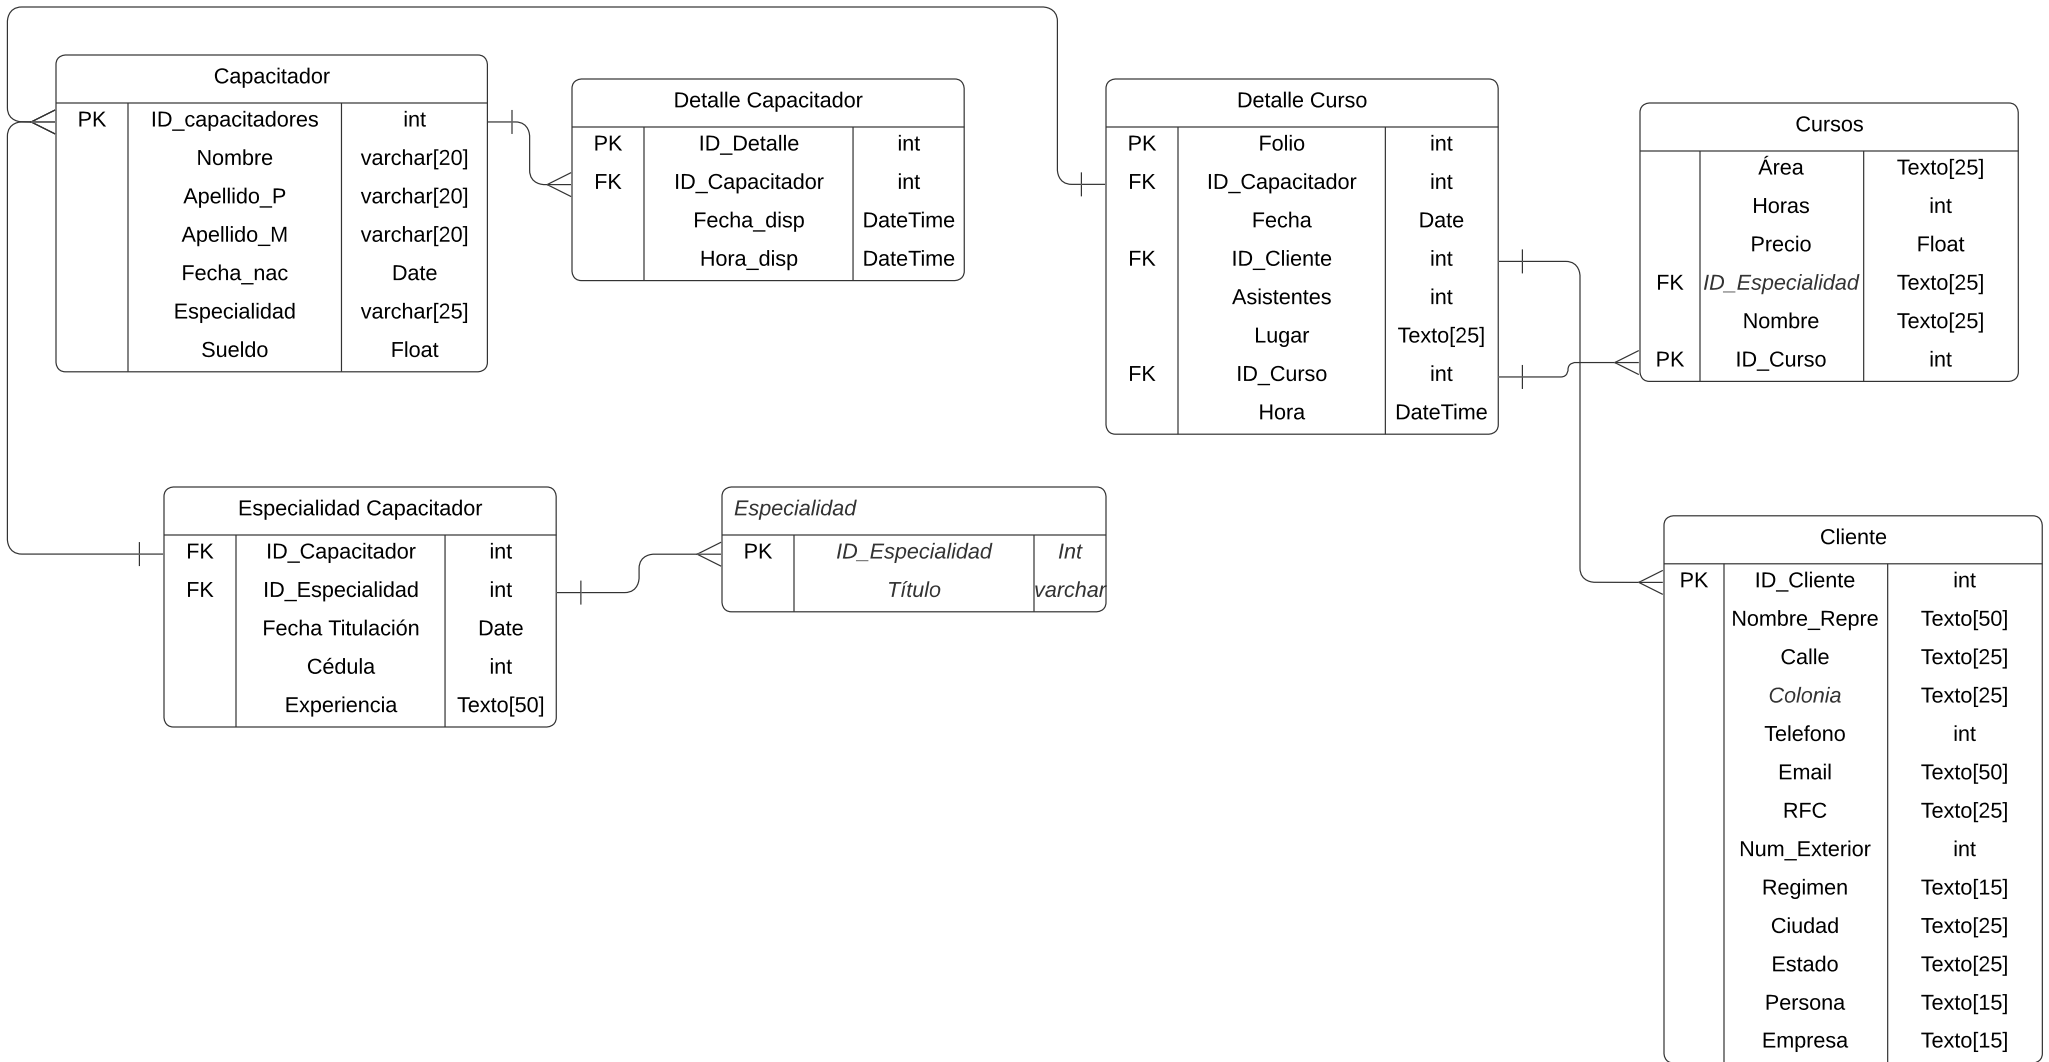 Capacitador
PK ID_capacitadores int
Nombre varchar[20]
Apellido_P varchar[20]
Apellido_M varchar[20]
Fecha_nac Date
Especialidad varchar[25]
Sueldo Float
Detalle Capacitador
PK ID_Detalle int
FK ID_Capacitador int
Fecha_disp DateTime
Hora_disp DateTime
Detalle Curso
PK Folio int
FK ID_Capacitador int
Fecha Date
FK ID_Cliente int
Asistentes int
Lugar Texto[25]
FK ID_Curso int
Hora DateTime
Cursos
Área Texto[25]
Horas int
Precio Float
FK ID_Especialidad Texto[25]
Nombre Texto[25]
PK ID_Curso int
Especialidad Capacitador
FK ID_Capacitador int
FK ID_Especialidad int
Fecha Titulación Date
Cédula int
Experiencia Texto[50]
Especialidad
PK ID_Especialidad Int
Título varchar
Cliente
PK ID_Cliente int
Nombre_Repre Texto[50]
Calle Texto[25]
Colonia Texto[25]
Telefono int
Email Texto[50]
RFC Texto[25]
Num_Exterior int
Regimen Texto[15]
Ciudad Texto[25]
Estado Texto[25]
Persona Texto[15]
Empresa Texto[15]